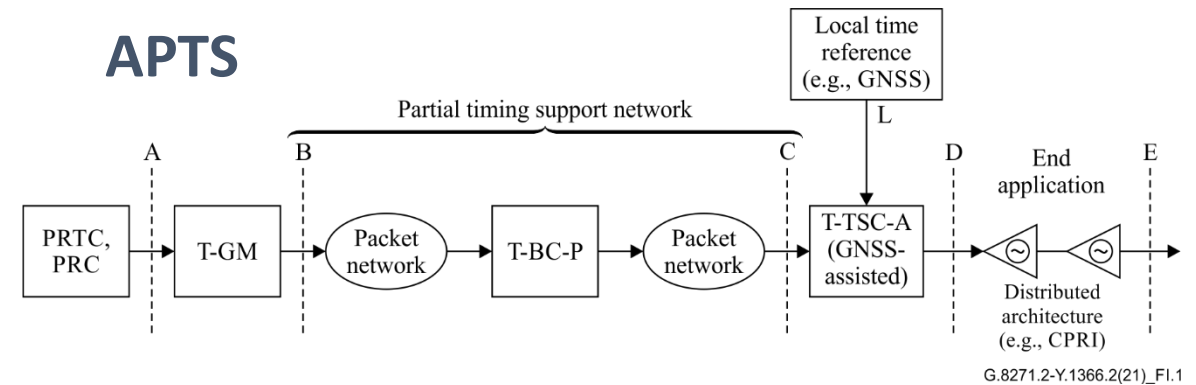 APTS
Local time
reference
(e.g., GNSS)
L
Partial timing support network
A
B
C
D
End
application
E
PRTC,
PRC
T-GM
Packet
network
T-BC-P
Packet
network
T-TSC-A
(GNSS-
assisted)
Distributed
architecture
(e.g., CPRI)
G.8271.2-Y.1366.2(21)_FI.1